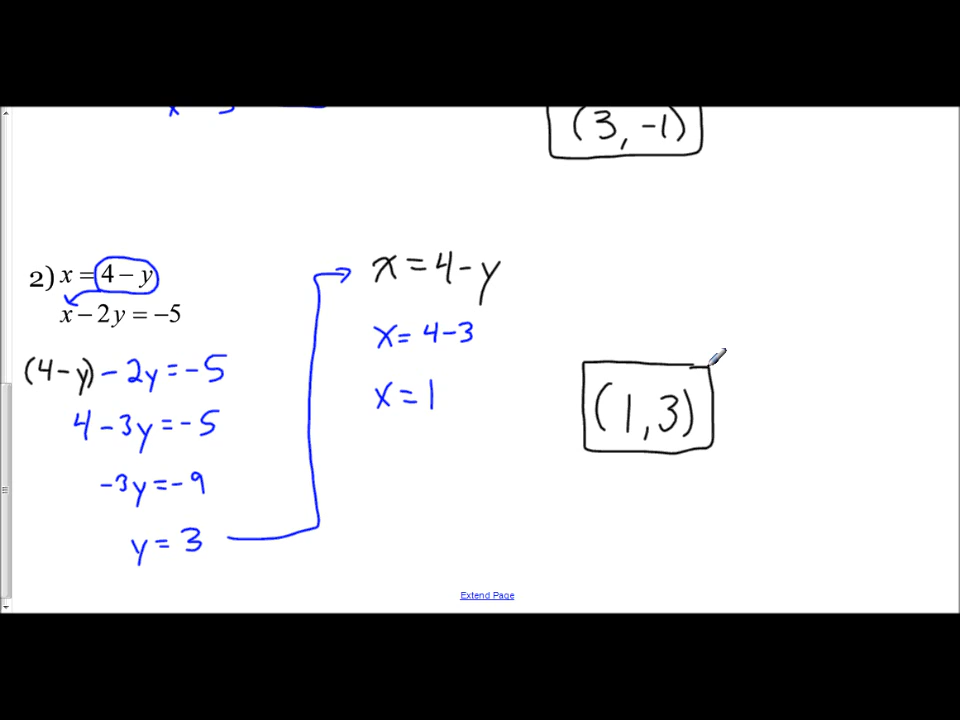 (3, -1)
2) x = 4 − y
x − 2y = −5
(4-y) - 2y = -5
4 - 3y = -5
-3y = -9
y = 3
x = 4 - y
x = 4 - 3
x = 1
(1, 3)
Extend Page